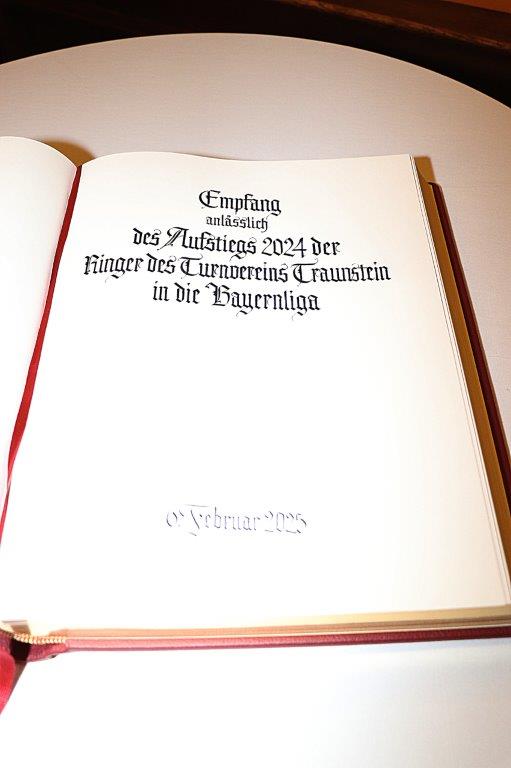 Empfang
anlässlich
des Aufstiegs 2024 der
Ringer des Turnvereins Traunstein
in die Bayernliga
Februar 2025